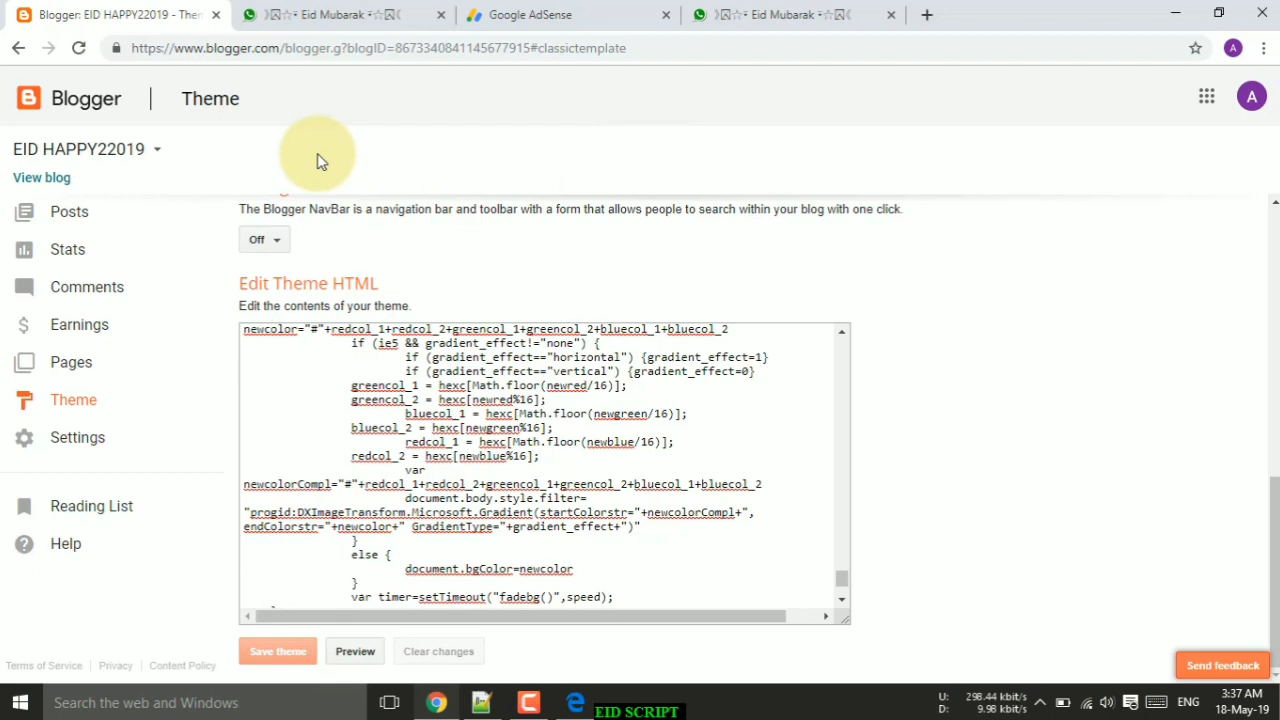 Blogger: EID HAPPY22019 - Then
Eid Mubarak
Google AdSense
Eid Mubarak
https://www.blogger.com/blogger.g?blogID=8673340841145677915#classictemplate
A
Blogger
Theme
A
EID HAPPY22019
View blog
Posts
Stats
Comments
Earnings
Pages
Theme
Settings
Reading List
Help
Terms of Service
Privacy
Content Policy
The Blogger NavBar is a navigation bar and toolbar with a form that allows people to search within your blog with one click.
Off
Edit Theme HTML
Edit the contents of your theme.
newcolor="#"+redcol_1+redcol_2+greencol_1+greencol_2+bluecol_1+bluecol_2
if (ie5 && gradient_effect!="none") {
if (gradient_effect=="horizontal") {gradient_effect=1}
if (gradient_effect=="vertical") {gradient_effect=0}
greencol_1 = hexc[Math.floor(newred/16)];
greencol_2 = hexc[newred%16];
bluecol_1 = hexc[Math.floor(newgreen/16)];
bluecol_2 = hexc[newgreen%16];
redcol_1 = hexc[Math.floor(newblue/16)];
redcol_2 = hexc[newblue%16];
var
newcolorCompl="#"+redcol_1+redcol_2+greencol_1+greencol_2+bluecol_1+bluecol_2
document.body.style.filter=
"progid:DXImageTransform.Microsoft.Gradient(startColorstr="+newcolorCompl+",
endColorstr="+newcolor+" GradientType="+gradient_effect+")"
}
else {
document.bgColor=newcolor
}
var timer=setTimeout("fadebg()",speed);
Save theme
Preview
Clear changes
Send feedback
Search the web and Windows
EID SCRIPT
U: 298.44 kbit/s
D: 9.98 kbit/s
ENG
3:37 AM
18-May-19